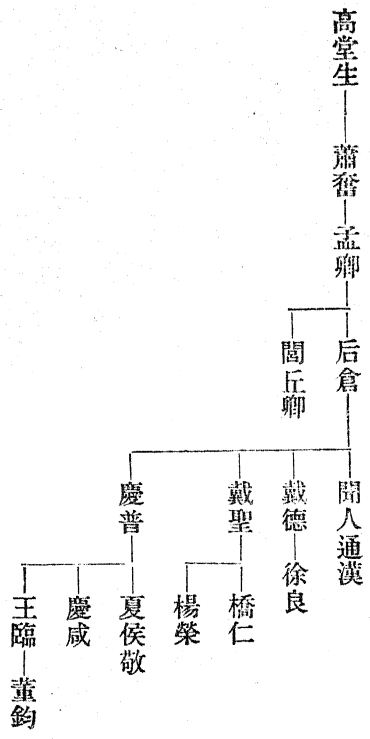 高堂生
蕭奮
孟卿
后倉
閭丘卿
聞人通漢
戴德
徐良
戴聖
橋仁
楊榮
慶普
夏侯敬
慶咸
王臨
董鈞